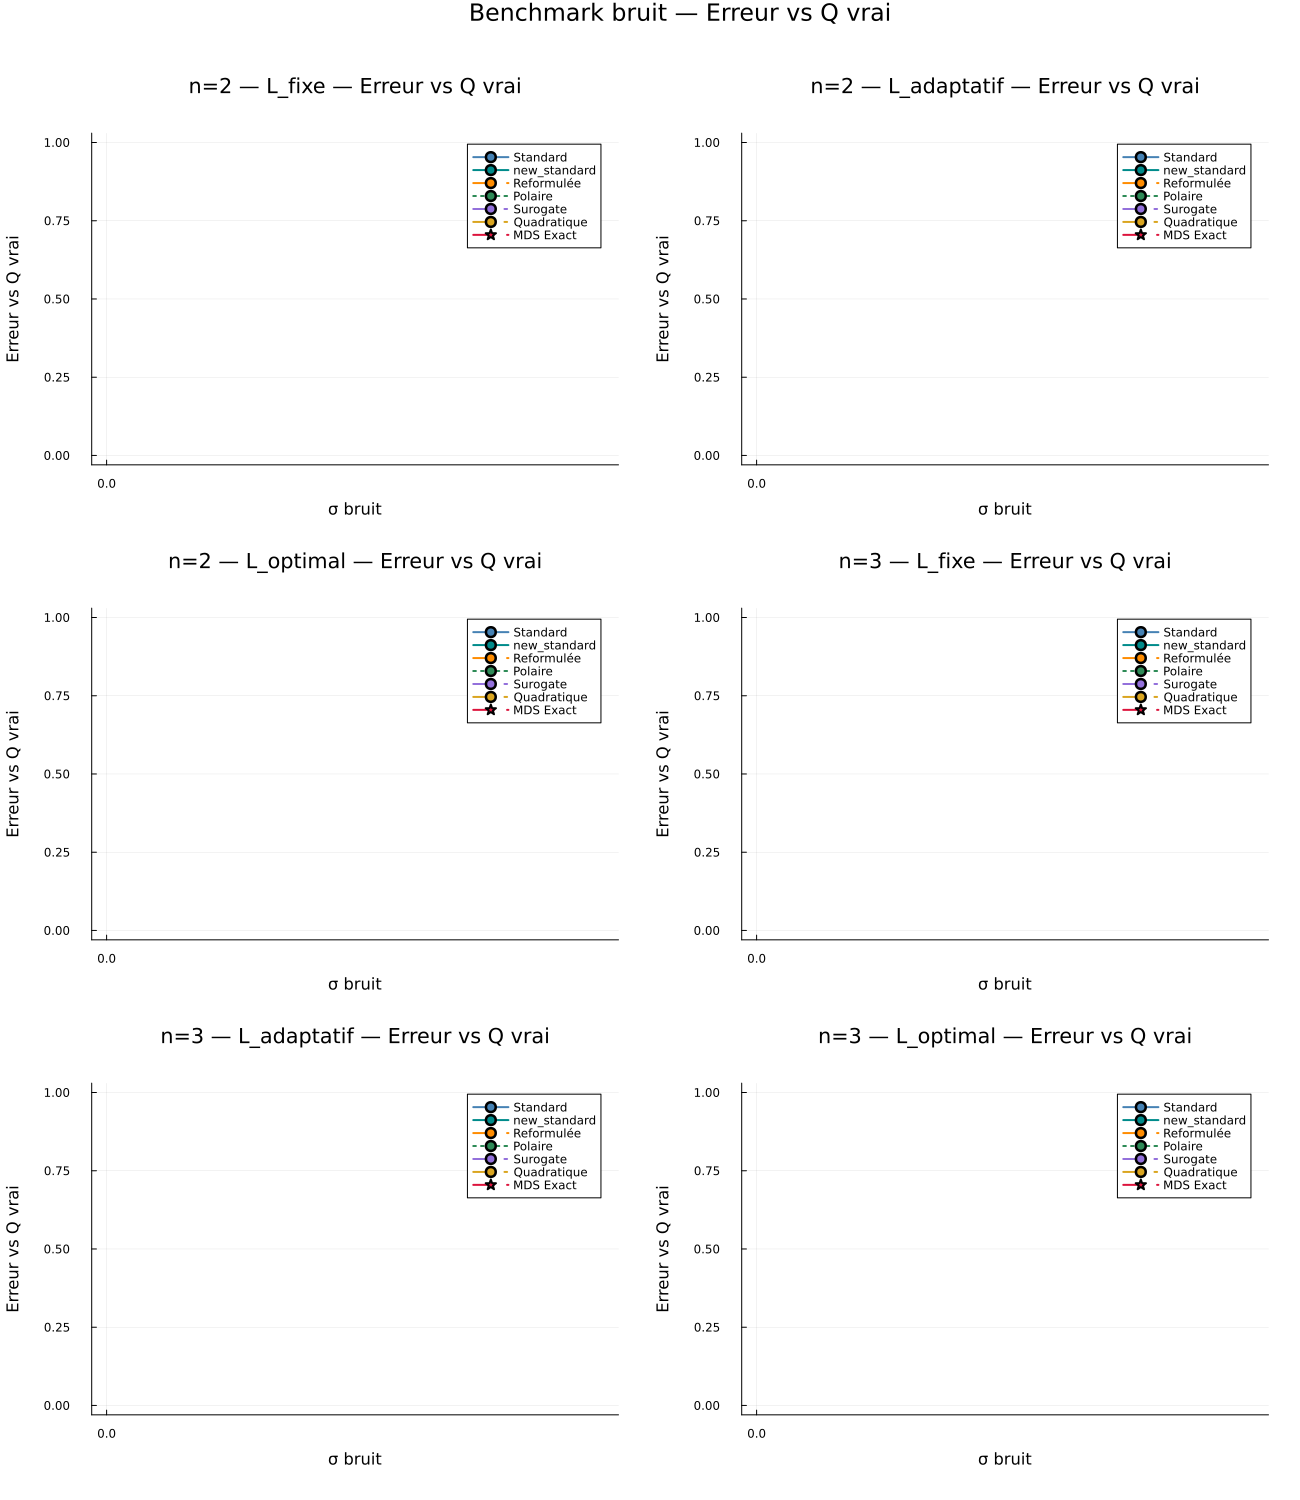 Benchmark bruit — Erreur vs Q vrai
n=2 — L_fixe — Erreur vs Q vrai
1.00
0.75
0.50
0.25
0.00
0.0
Erreur vs Q vrai
σ bruit
Standard
new_standard
Reformulée
Polaire
Surogate
Quadratique
MDS Exact
n=2 — L_adaptatif — Erreur vs Q vrai
1.00
0.75
0.50
0.25
0.00
0.0
Erreur vs Q vrai
σ bruit
Standard
new_standard
Reformulée
Polaire
Surogate
Quadratique
MDS Exact
n=2 — L_optimal — Erreur vs Q vrai
1.00
0.75
0.50
0.25
0.00
0.0
Erreur vs Q vrai
σ bruit
Standard
new_standard
Reformulée
Polaire
Surogate
Quadratique
MDS Exact
n=3 — L_fixe — Erreur vs Q vrai
1.00
0.75
0.50
0.25
0.00
0.0
Erreur vs Q vrai
σ bruit
Standard
new_standard
Reformulée
Polaire
Surogate
Quadratique
MDS Exact
n=3 — L_adaptatif — Erreur vs Q vrai
1.00
0.75
0.50
0.25
0.00
0.0
Erreur vs Q vrai
σ bruit
Standard
new_standard
Reformulée
Polaire
Surogate
Quadratique
MDS Exact
n=3 — L_optimal — Erreur vs Q vrai
1.00
0.75
0.50
0.25
0.00
0.0
Erreur vs Q vrai
σ bruit
Standard
new_standard
Reformulée
Polaire
Surogate
Quadratique
MDS Exact